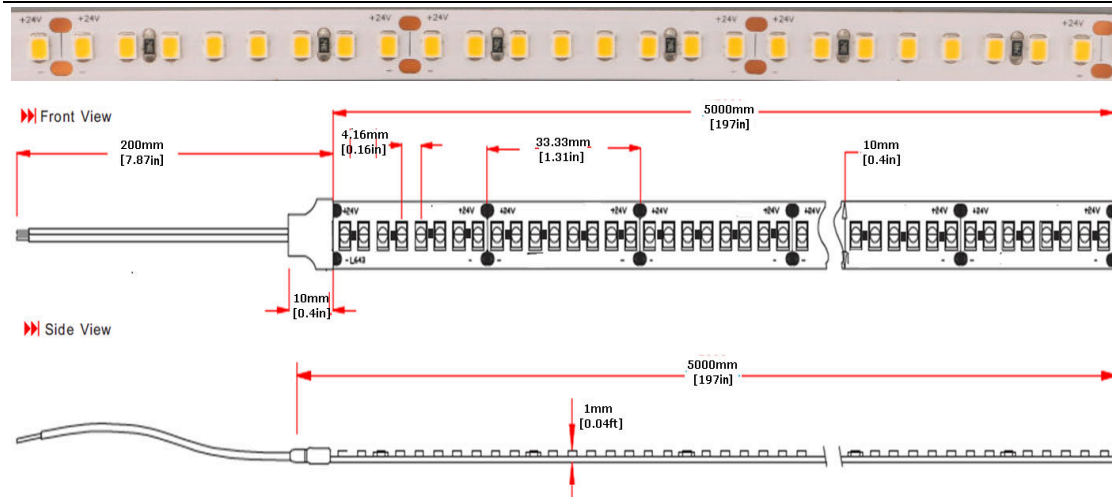 +24V +24V +24V +24V +24V +24V +24V
- - - - - -
Front View
5000mm
[197in]
200mm
[7.87in]
4.16mm
[0.16in]
33.33mm
[1.31in]
10mm
[0.4in]
+24V +24V +24V +24V +24V +24V +24V +24V +24V
-L643 - - - - - - - -
10mm
[0.4in]
Side View
5000mm
[197in]
1mm
[0.04ft]